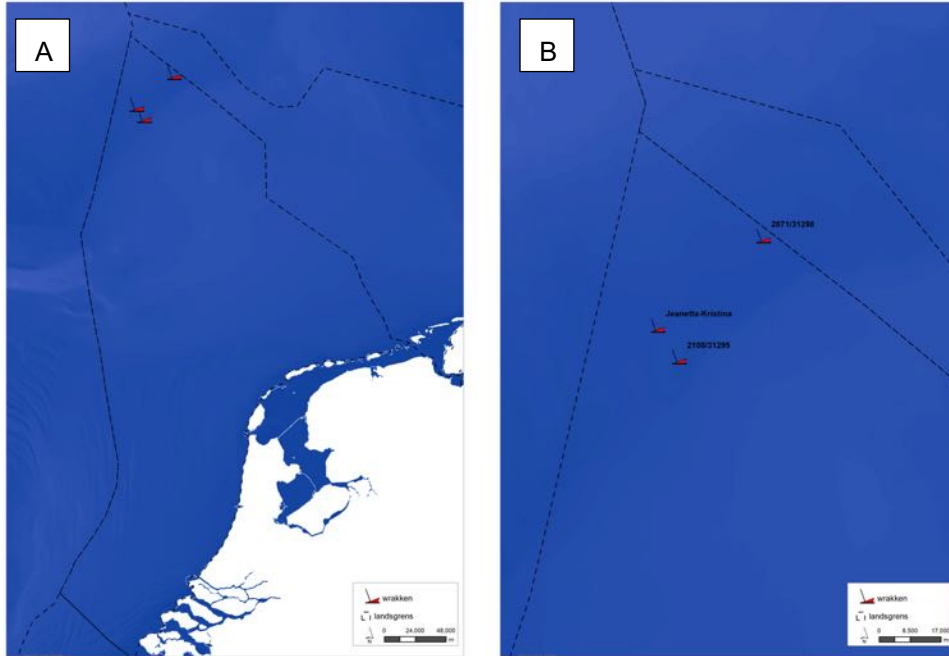 A
wrakken
landsgrens
0 24,000 48,000
m
N
B
2671/31298
Jeanetta-Kristina
2108/31295
wrakken
landsgrens
0 8,500 17,000
m
N